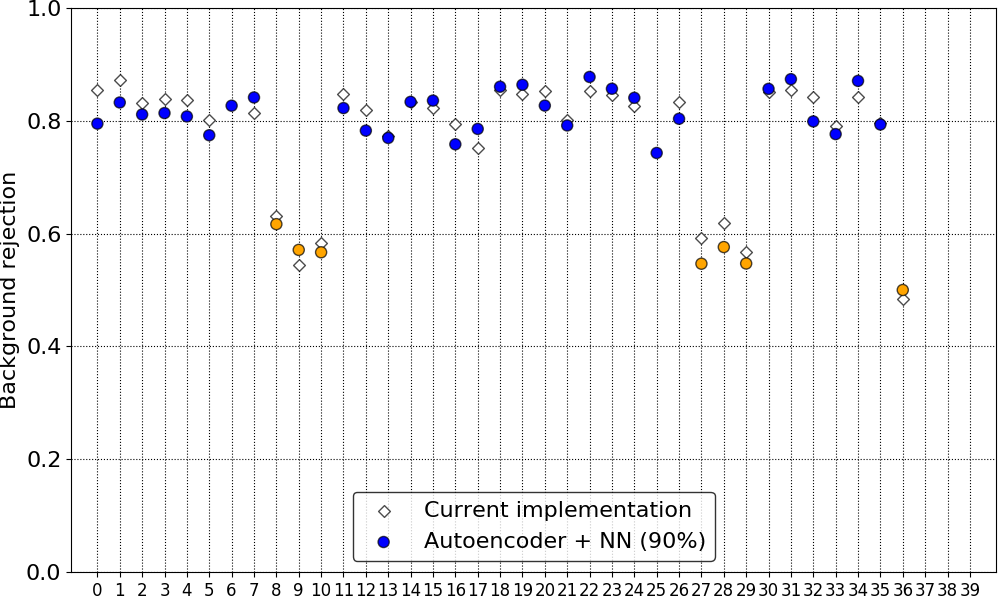 Background rejection
1.0
0.8
0.6
0.4
0.2
0.0
Current implementation
Autoencoder + NN (90%)
0 1 2 3 4 5 6 7 8 9 10 11 12 13 14 15 16 17 18 19 20 21 22 23 24 25 26 27 28 29 30 31 32 33 34 35 36 37 38 39